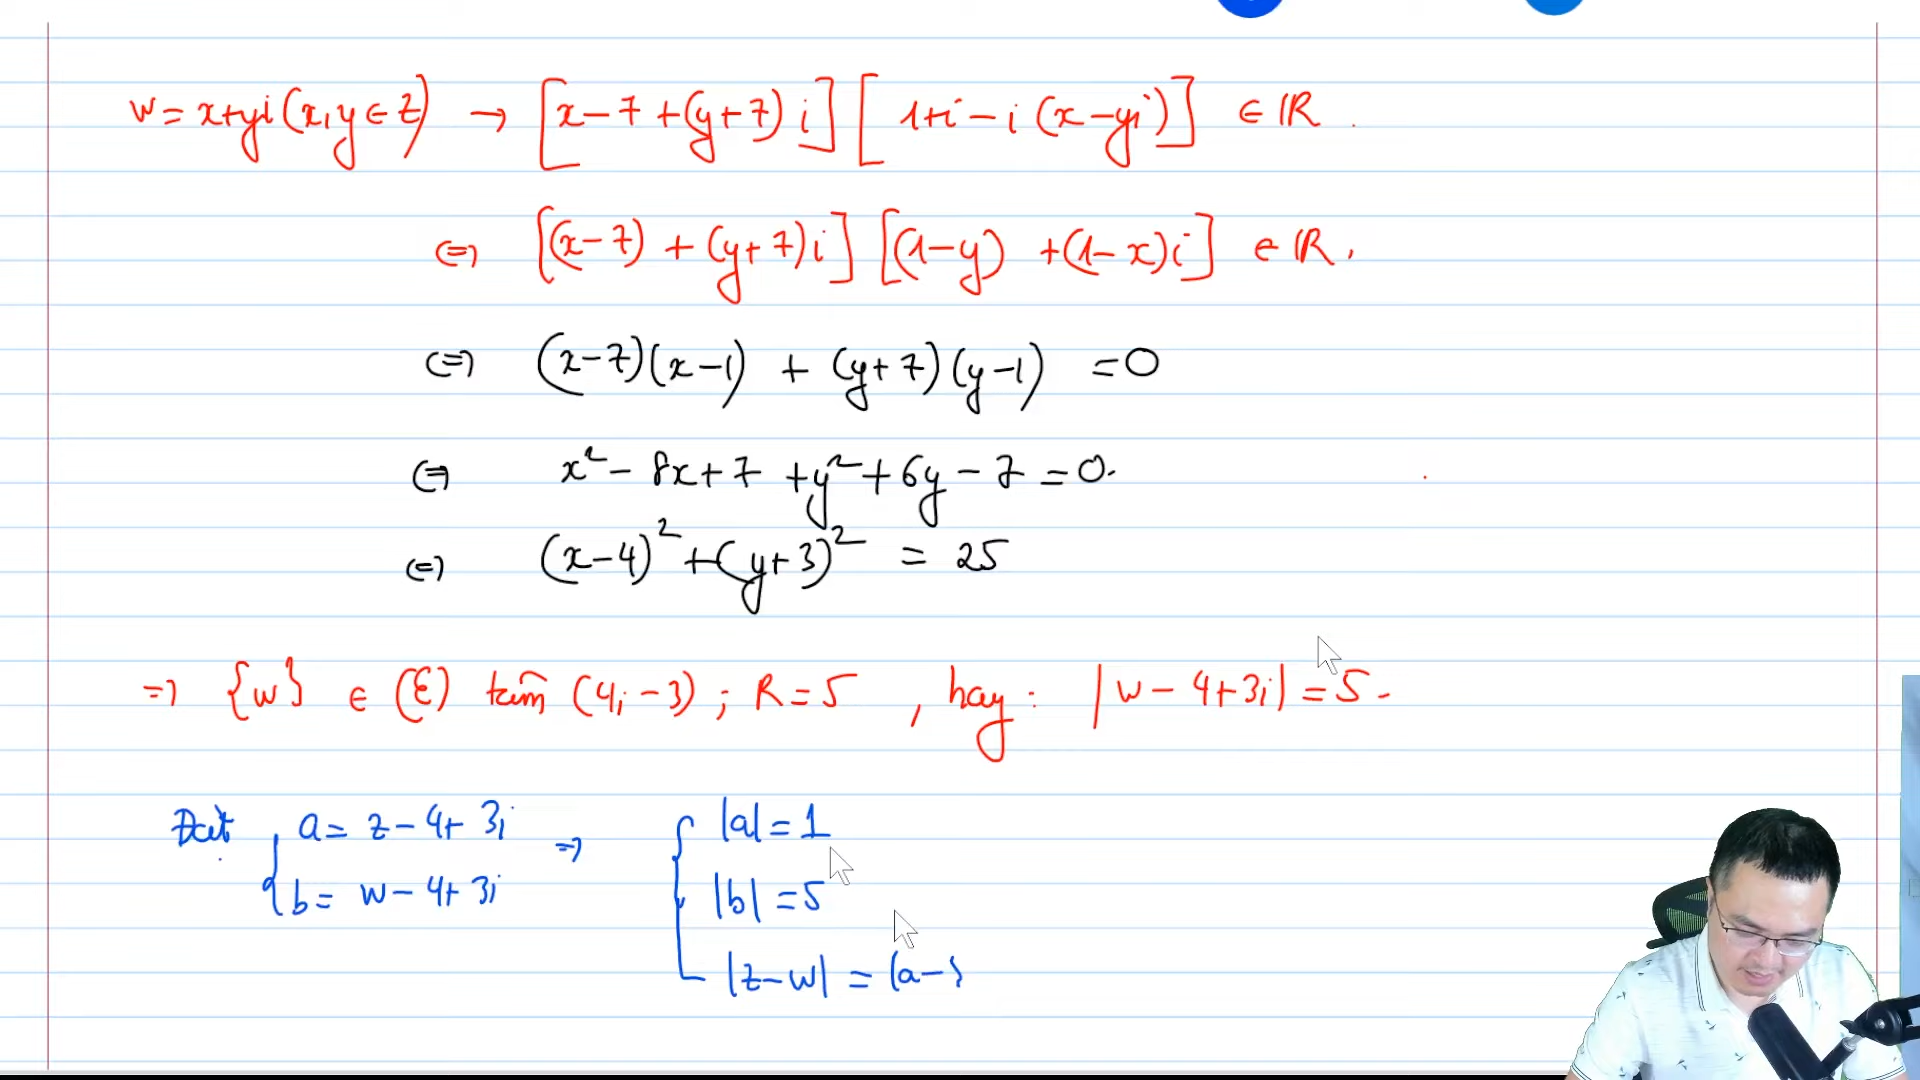 w = x+yi (x,y ∈ Z) → [x-7+(y+7)i][1+i-i(x-yi)] ∈ ℝ.
⇔ [(x-7)+(y+7)i][(1-y)+(1-x)i] ∈ ℝ.
⇔ (x-7)(x-1) + (y+7)(y-1) = 0
⇔ x² - 8x + 7 + y² + 6y - 7 = 0.
⇔ (x-4)² + (y+3)² = 25
⇒ {w} ∈ (C) tâm (4; -3); R = 5, hay: |w - 4 + 3i| = 5.
Đặt { a = z - 4 + 3i ⇒ { |a| = 1
b = w - 4 + 3i |b| = 5
|z-w| = |a-